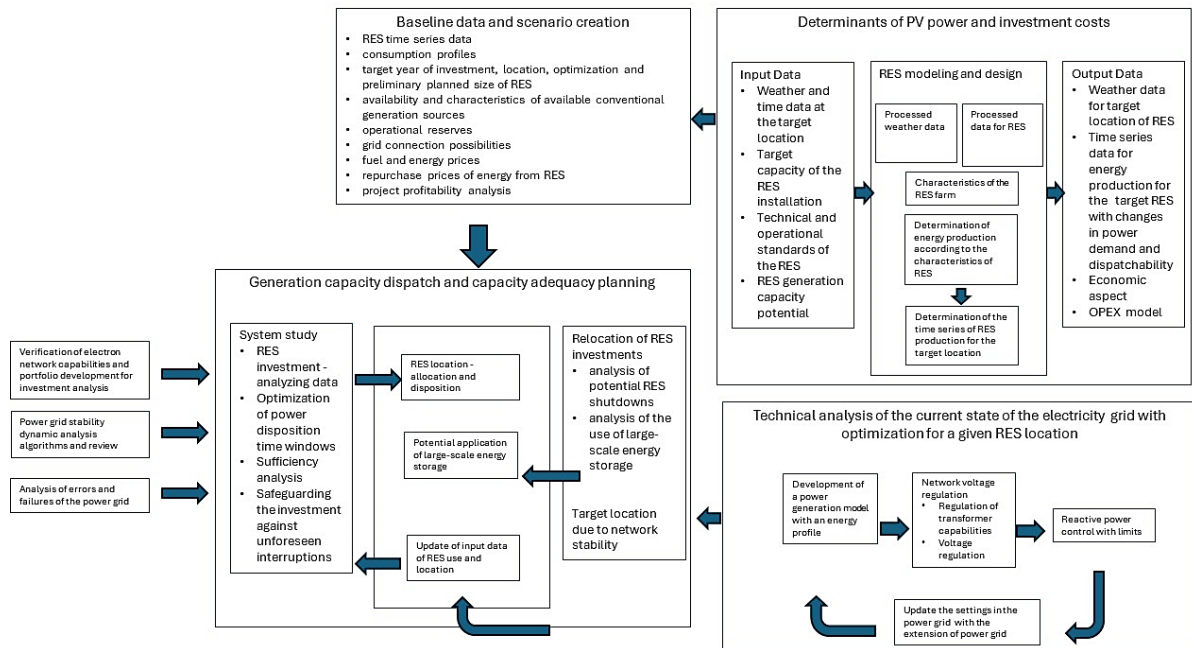 Baseline data and scenario creation
• RES time series data
• consumption profiles
• target year of investment, location, optimization and
preliminary planned size of RES
• availability and characteristics of available conventional
generation sources
• operational reserves
• grid connection possibilities
• fuel and energy prices
• repurchase prices of energy from RES
• project profitability analysis
Determinants of PV power and investment costs
Input Data
• Weather and
time data at
the target
location
• Target
capacity of the
RES
installation
• Technical and
operational
standards of
the RES
• RES generation
capacity
potential
RES modeling and design
Processed
weather data
Processed
data for RES
Characteristics of the
RES farm
Determination of
energy production
according to the
characteristics of
RES
Determination of the
time series of RES
production for the
target location
Output Data
• Weather data
for target
location of RES
• Time series
data for
energy
production for
the target RES
with changes
in power
demand and
dispatchability
• Economic
aspect
• OPEX model
Generation capacity dispatch and capacity adequacy planning
Verification of electron
network capabilities and
portfolio development for
investment analysis
Power grid stability
dynamic analysis
algorithms and review
Analysis of errors and
failures of the power grid
System study
• RES
investment -
analyzing data
• Optimization
of power
disposition
time windows
• Sufficiency
analysis
• Safeguarding
the investment
against
unforeseen
interruptions
RES location -
allocation and
disposition
Potential application
of large-scale energy
storage
Update of input data
of RES use and
location
Relocation of RES
investments
• analysis of
potential RES
shutdowns
• analysis of the
use of large-
scale energy
storage
Target location
due to network
stability
Technical analysis of the current state of the electricity grid with
optimization for a given RES location
Development of
a power
generation model
with an energy
profile
Network voltage
regulation
• Regulation of
transformer
capabilities
• Voltage
regulation
Reactive power
control with limits
Update the settings in the
power grid with the
extension of power grid